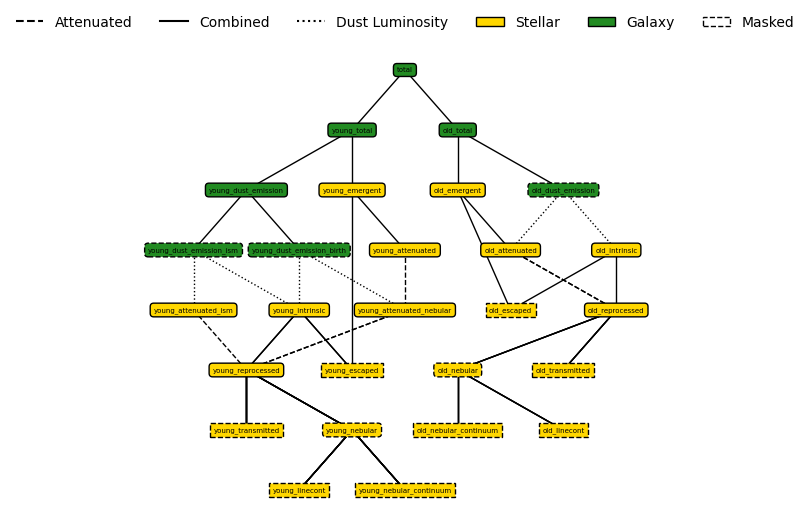 Attenuated Combined Dust Luminosity Stellar Galaxy Masked
total
young_total old_total
young_dust_emission young_emergent old_emergent old_dust_emission
young_dust_emission_ism young_dust_emission_birth young_attenuated old_attenuated old_intrinsic
young_attenuated_ism young_intrinsic young_attenuated_nebular old_escaped old_reprocessed
young_reprocessed young_escaped old_nebular old_transmitted
young_transmitted young_nebular old_nebular_continuum old_linecont
young_linecont young_nebular_continuum